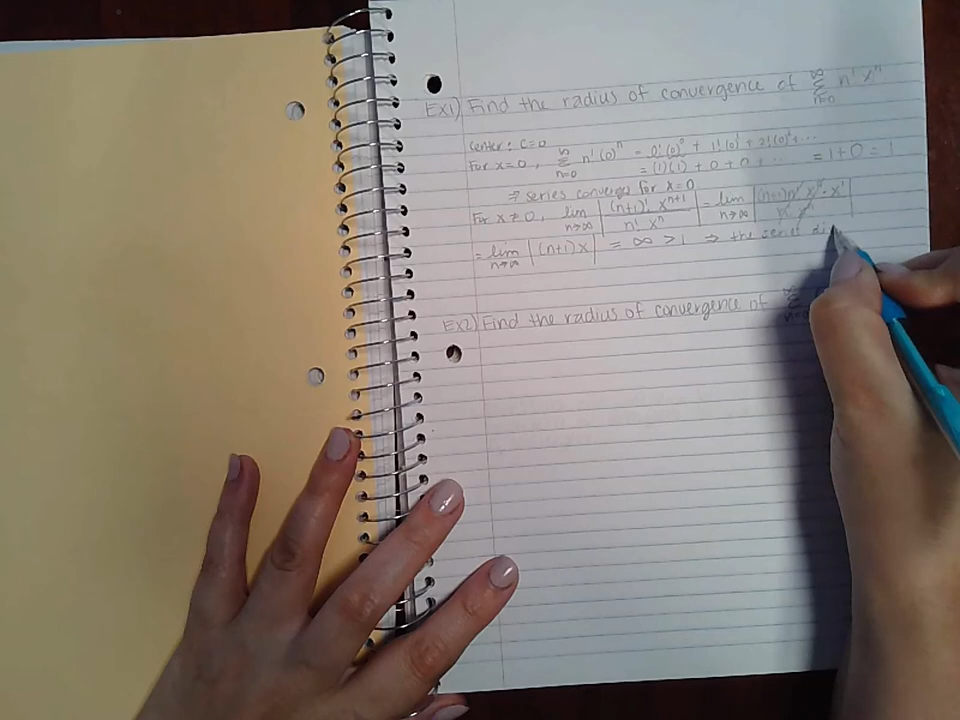 Ex1) Find the radius of convergence of ∞ Σ n=0 n! xⁿ
Center: c=0
For x=0, ∞ Σ n=0 n! (0)ⁿ = 0!(0)⁰ + 1!(0)¹ + 2!(0)² + ...
= (1)(1) + 0 + 0 + ... = 1+0 = 1
⇒ series converges for x=0
For x≠0, lim n→∞ | (n+1)! xⁿ⁺¹ / n! xⁿ | = lim n→∞ | (n+1) n! xⁿ · x¹ / n! xⁿ |
= lim n→∞ | (n+1) x | = ∞ > 1 ⇒ the series di
Ex2) Find the radius of convergence of ∞ Σ n=0